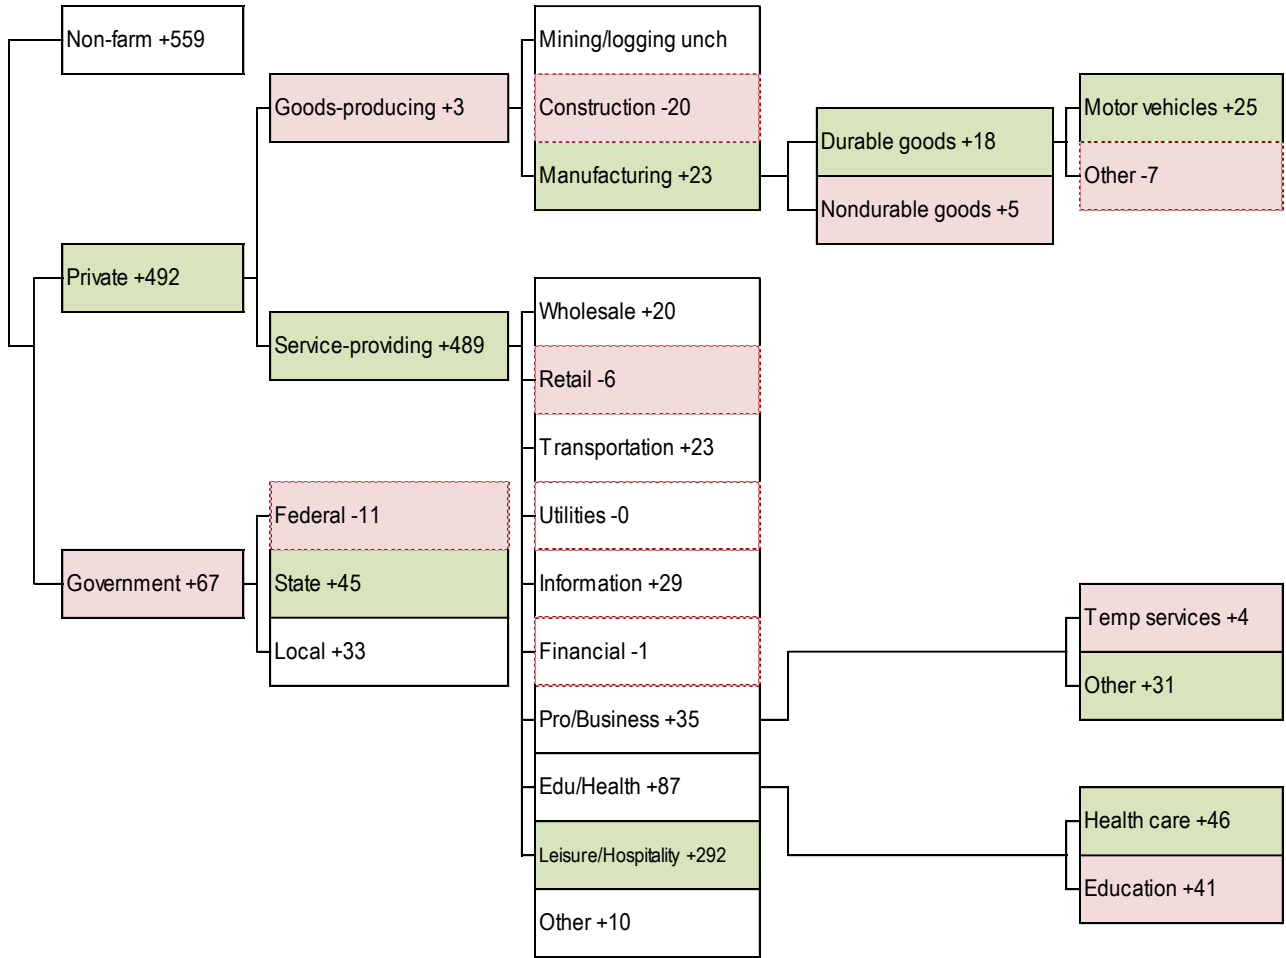 Non-farm +559
Mining/logging unch
Goods-producing +3
Construction -20
Motor vehicles +25
Durable goods +18
Manufacturing +23
Other -7
Nondurable goods +5
Private +492
Wholesale +20
Service-providing +489
Retail -6
Transportation +23
Federal -11
Utilities -0
Government +67
State +45
Information +29
Temp services +4
Local +33
Financial -1
Other +31
Pro/Business +35
Edu/Health +87
Health care +46
Leisure/Hospitality +292
Education +41
Other +10